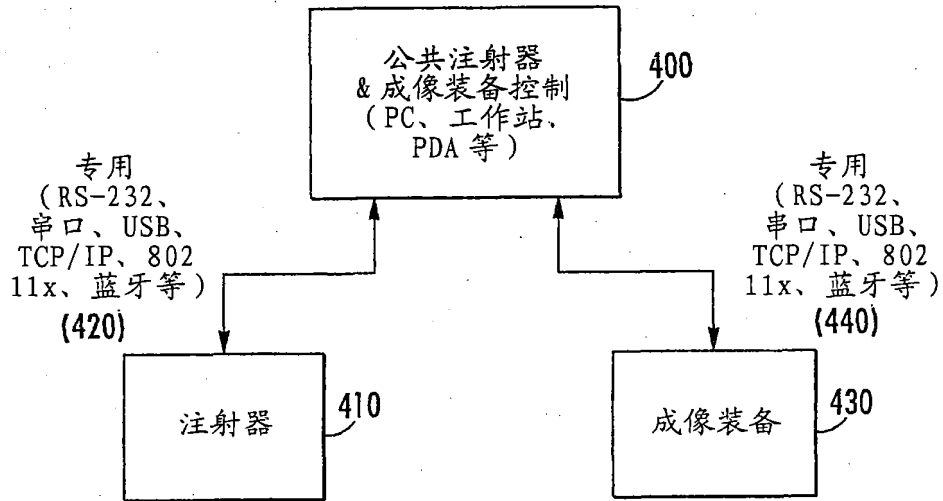 公共注射器
& 成像装备控制
(PC、工作站、
PDA 等)
400
专用
(RS-232、
串口、USB、
TCP/IP、802
11x、蓝牙等)
(420)
专用
(RS-232、
串口、USB、
TCP/IP、802
11x、蓝牙等)
(440)
注射器
410
成像装备
430